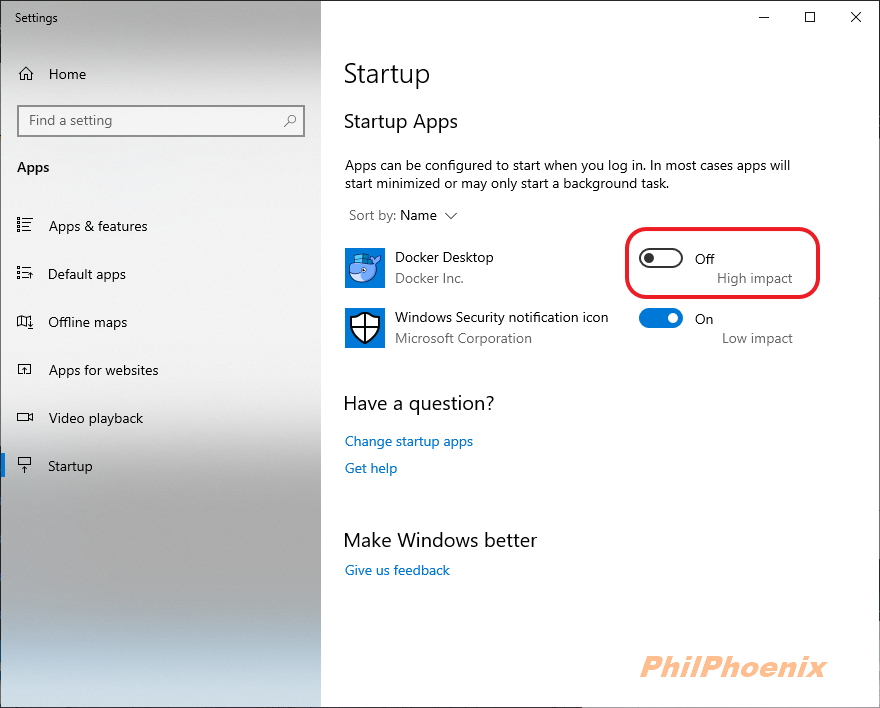 Settings
Home
Find a setting
Apps
Apps & features
Default apps
Offline maps
Apps for websites
Video playback
Startup
Startup
Startup Apps
Apps can be configured to start when you log in. In most cases apps will
start minimized or may only start a background task.
Sort by: Name
Docker Desktop
Off
Docker Inc.
High impact
Windows Security notification icon
On
Microsoft Corporation
Low impact
Have a question?
Change startup apps
Get help
Make Windows better
Give us feedback
PhilPhoenix